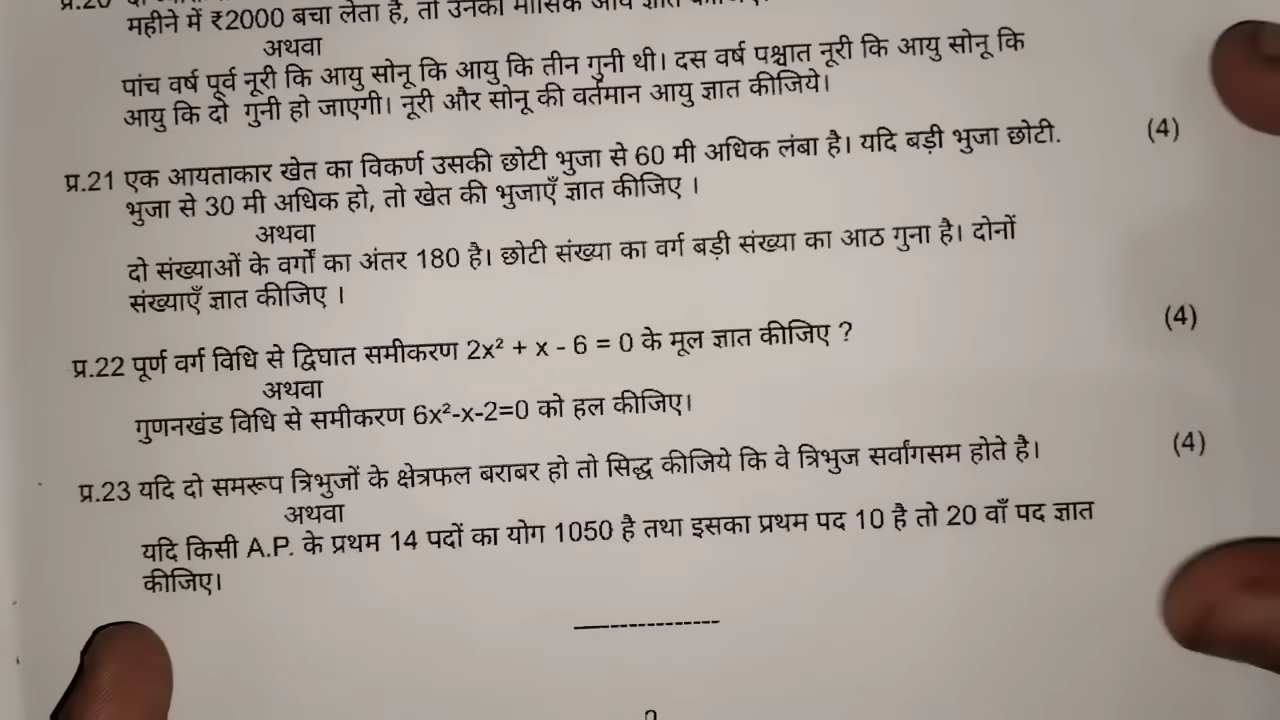 महीने में ₹2000 बचा लेता है, तो उनकी मासिक आय ज्ञात कीजिए।
अथवा
पांच वर्ष पूर्व नूरी कि आयु सोनू कि आयु कि तीन गुनी थी। दस वर्ष पश्चात नूरी कि आयु सोनू कि
आयु कि दो गुनी हो जाएगी। नूरी और सोनू की वर्तमान आयु ज्ञात कीजिये।
प्र.21 एक आयताकार खेत का विकर्ण उसकी छोटी भुजा से 60 मी अधिक लंबा है। यदि बड़ी भुजा छोटी. (4)
भुजा से 30 मी अधिक हो, तो खेत की भुजाएँ ज्ञात कीजिए ।
अथवा
दो संख्याओं के वर्गों का अंतर 180 है। छोटी संख्या का वर्ग बड़ी संख्या का आठ गुना है। दोनों
संख्याएँ ज्ञात कीजिए ।
प्र.22 पूर्ण वर्ग विधि से द्विघात समीकरण 2x² + x - 6 = 0 के मूल ज्ञात कीजिए ? (4)
अथवा
गुणनखंड विधि से समीकरण 6x²-x-2=0 को हल कीजिए।
प्र.23 यदि दो समरूप त्रिभुजों के क्षेत्रफल बराबर हो तो सिद्ध कीजिये कि वे त्रिभुज सर्वांगसम होते है। (4)
अथवा
यदि किसी A.P. के प्रथम 14 पदों का योग 1050 है तथा इसका प्रथम पद 10 है तो 20 वाँ पद ज्ञात
कीजिए।